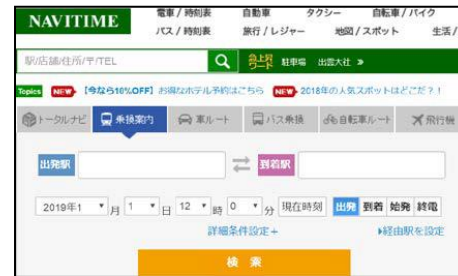 NAVITIME
電車 / 時刻表 自動車 タクシー 自転車 / バイク
バス / 時刻表 旅行 / レジャー 地図 / スポット 生活 /
駅/店舗/住所/〒/TEL 急上昇ワード 駐車場 出雲大社 »
Topics NEW 【今なら10%OFF】お得なホテル予約はこちら NEW 2018年の人気スポットはどこだ？！
トータルナビ 乗換案内 車ルート バス乗換 自転車ルート 飛行機
出発駅 到着駅
2019年1 月 1 日 12 時 0 分 現在時刻 出発 到着 始発 終電
詳細条件設定＋ 経由駅を設定
検 索